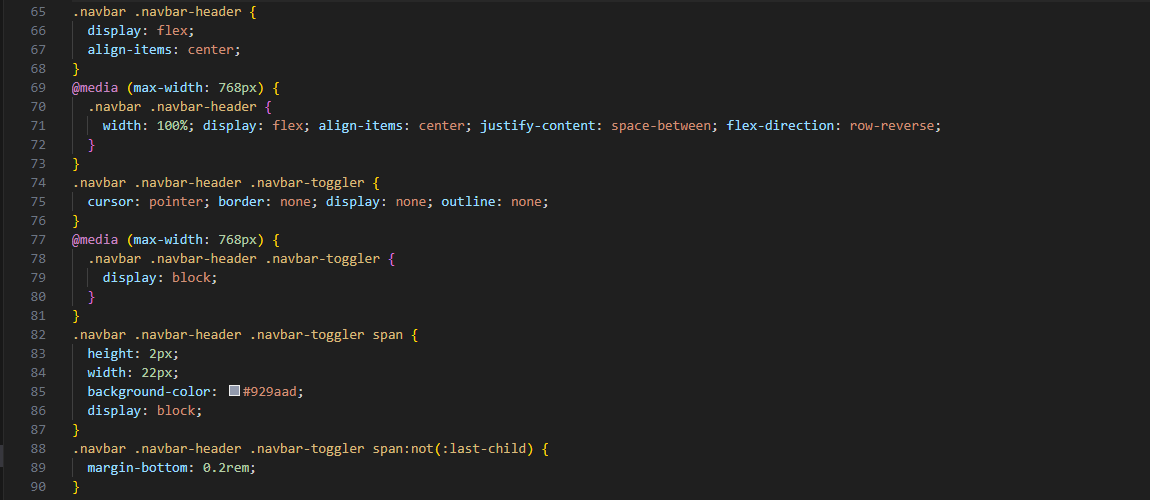 65 .navbar .navbar-header {
66   display: flex;
67   align-items: center;
68 }
69 @media (max-width: 768px) {
70   .navbar .navbar-header {
71     width: 100%; display: flex; align-items: center; justify-content: space-between; flex-direction: row-reverse;
72   }
73 }
74 .navbar .navbar-header .navbar-toggler {
75   cursor: pointer; border: none; display: none; outline: none;
76 }
77 @media (max-width: 768px) {
78   .navbar .navbar-header .navbar-toggler {
79     display: block;
80   }
81 }
82 .navbar .navbar-header .navbar-toggler span {
83   height: 2px;
84   width: 22px;
85   background-color: #929aad;
86   display: block;
87 }
88 .navbar .navbar-header .navbar-toggler span:not(:last-child) {
89   margin-bottom: 0.2rem;
90 }